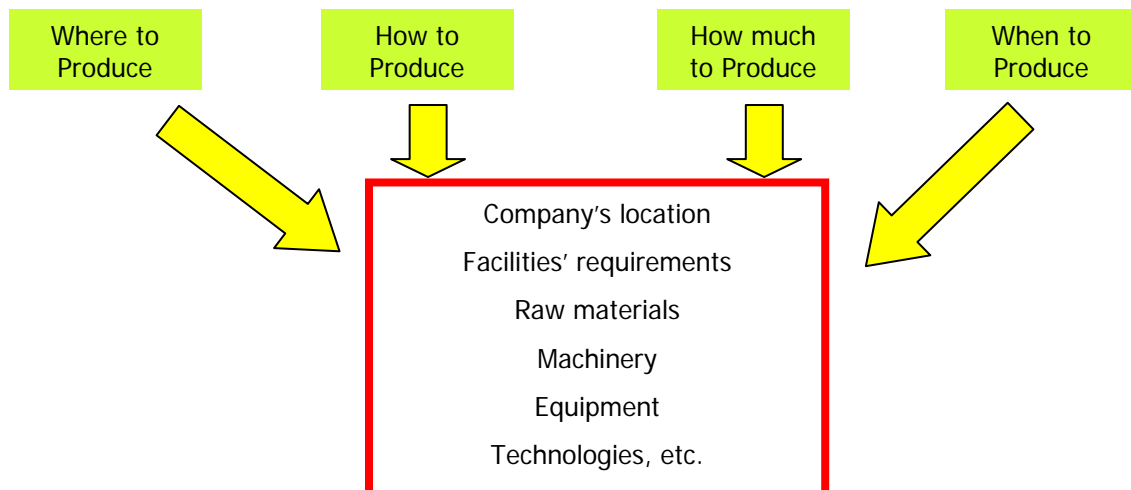 Where to
Produce
How to
Produce
How much
to Produce
When to
Produce
Company's location
Facilities' requirements
Raw materials
Machinery
Equipment
Technologies, etc.